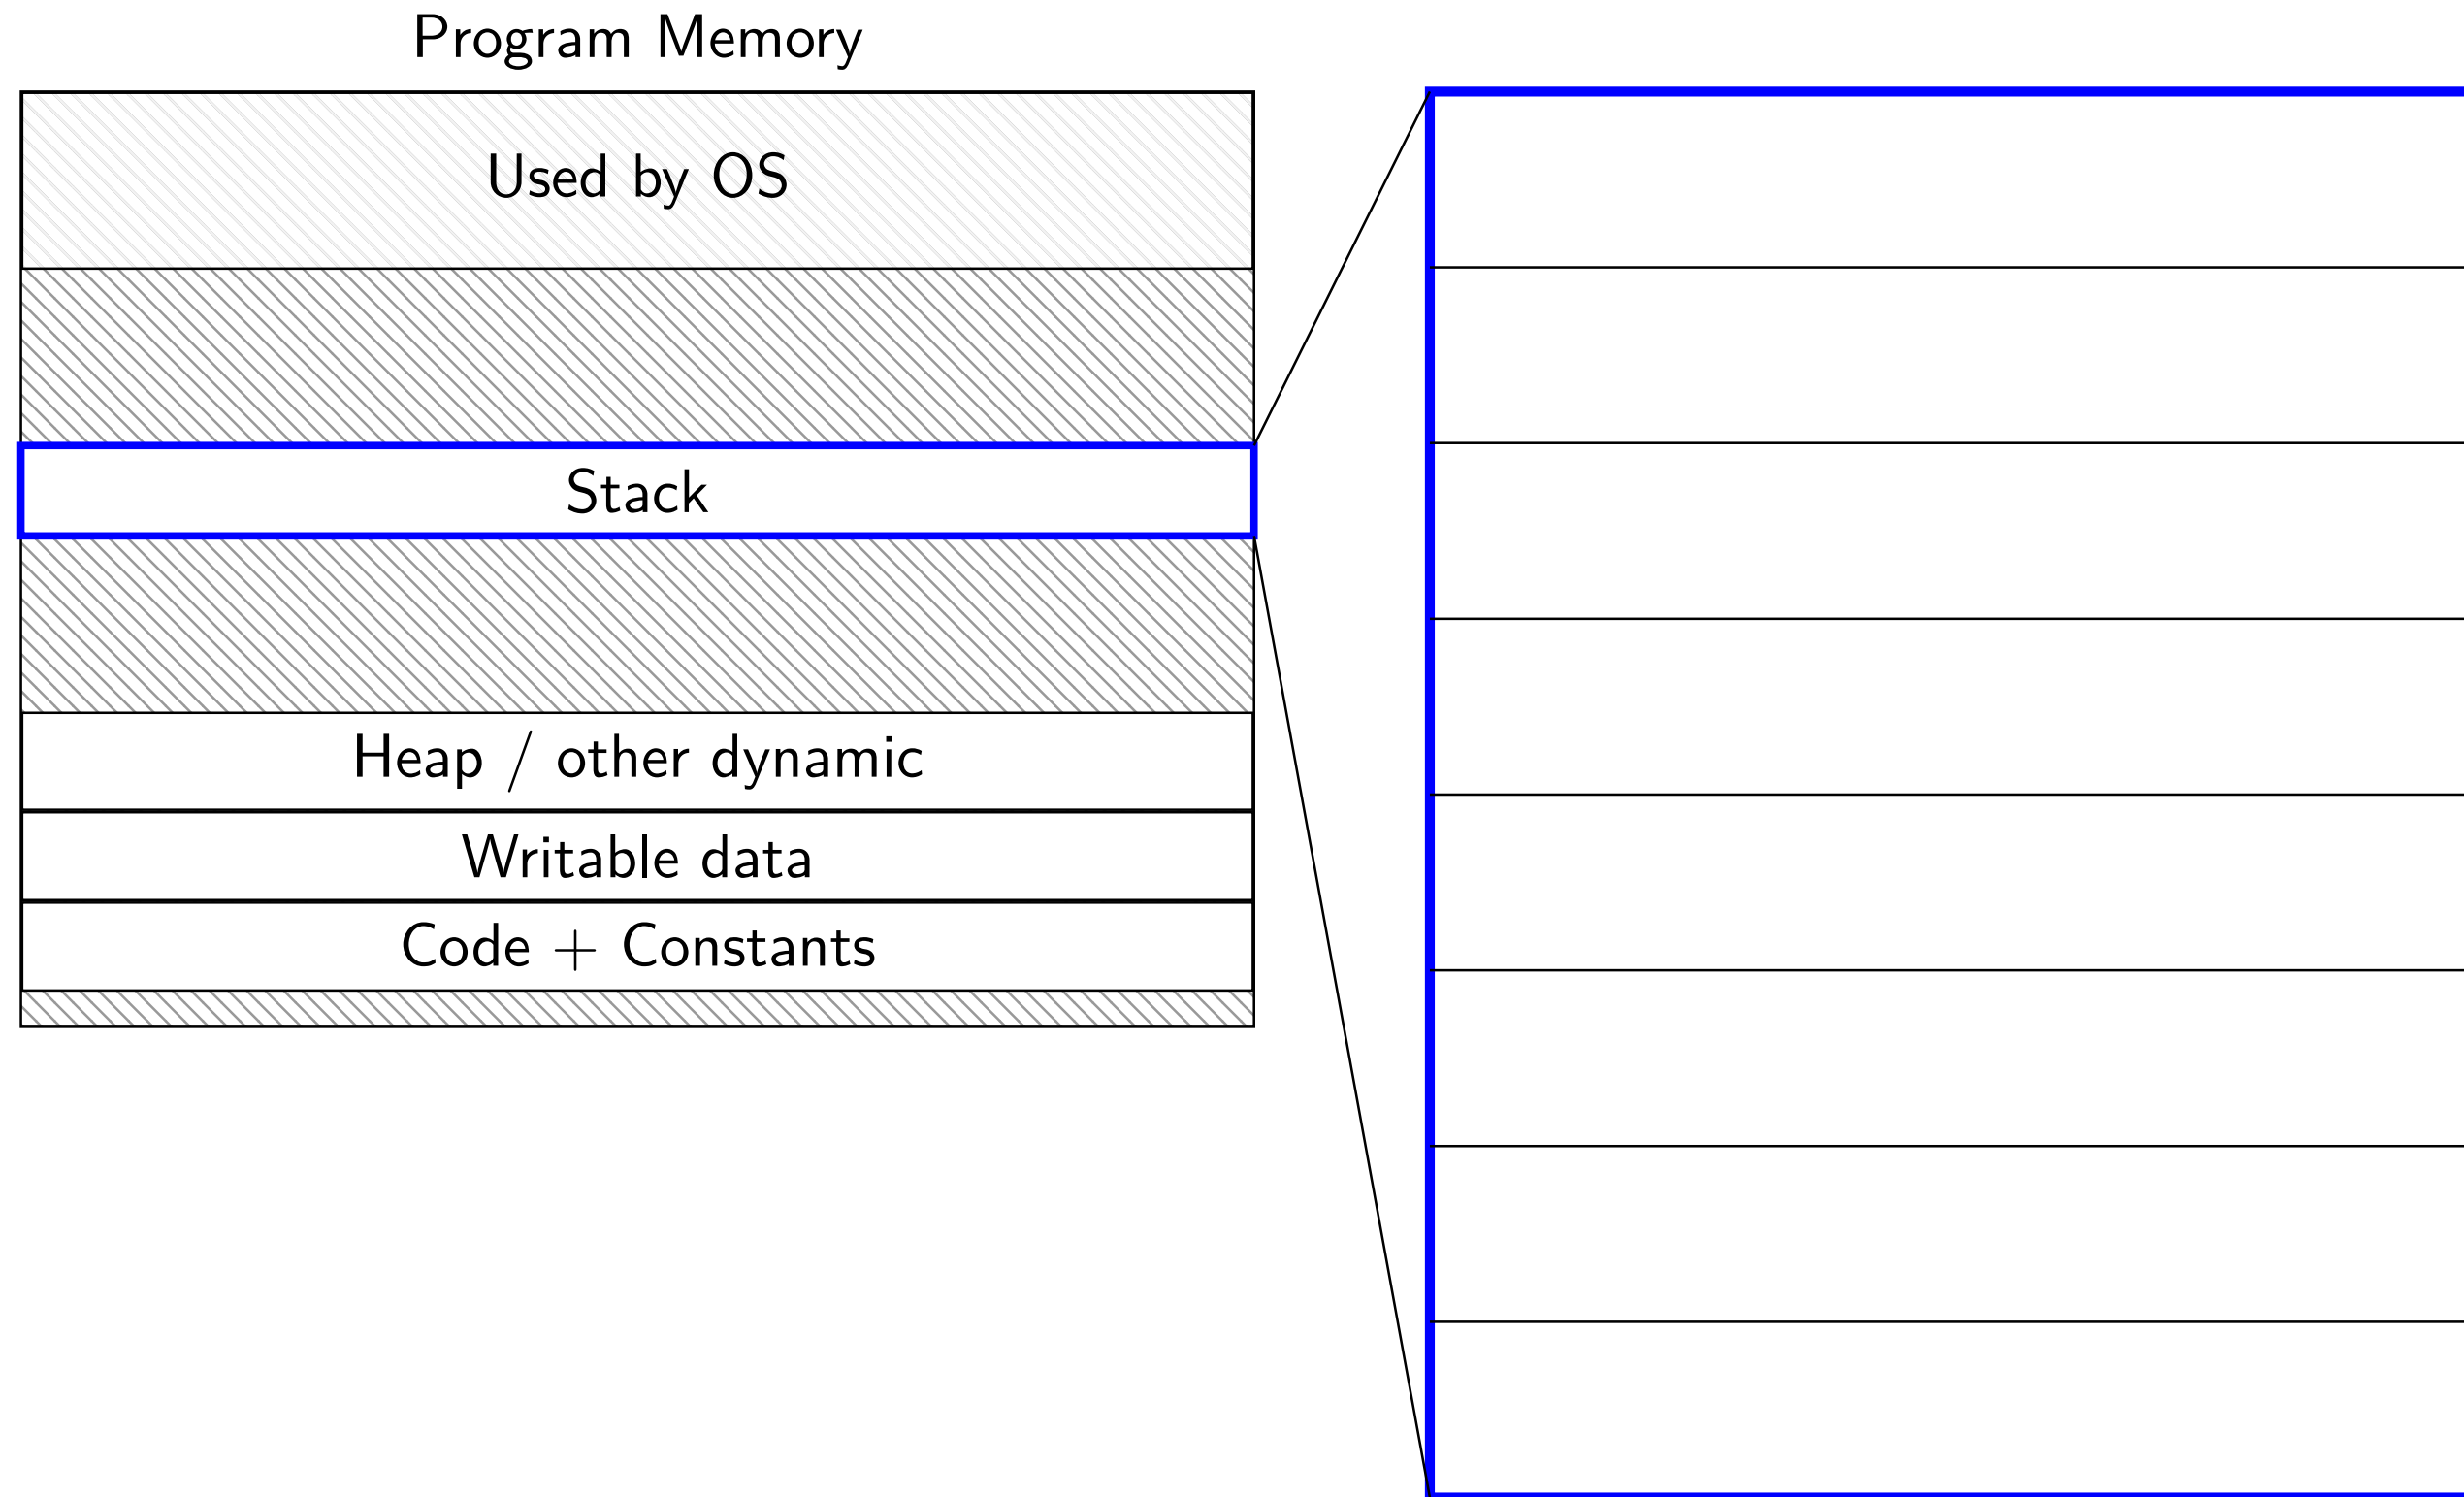 Program Memory
Used by OS
Stack
Heap / other dynamic
Writable data
Code + Constants